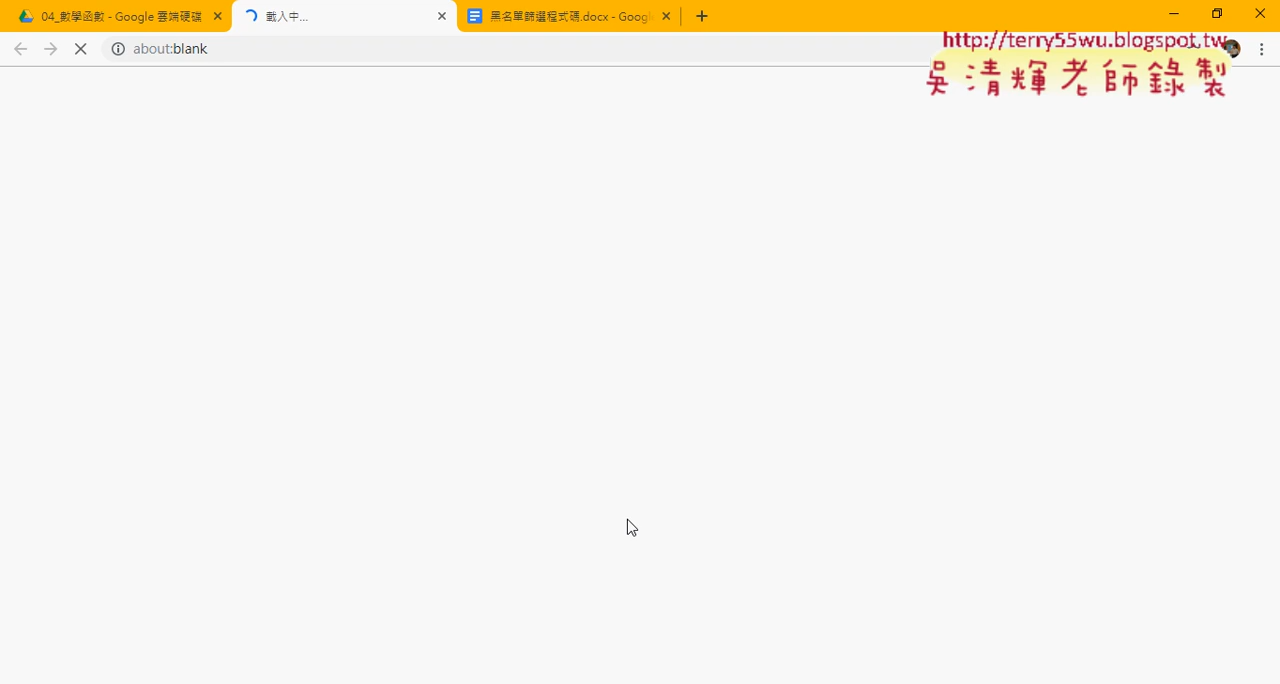 04_數學函數 - Google 雲端硬碟
載入中...
黑名單篩選程式碼.docx - Googl
about:blank
http://terry55wu.blogspot.tw
吳清輝老師錄製